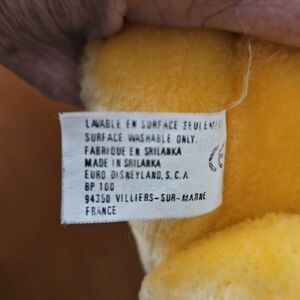 LAVABLE EN SURFACE SEULEMENT
SURFACE WASHABLE ONLY.
FABRIQUE EN SRILANKA
MADE IN SRILANKA
EURO DISNEYLAND, S.C.A.
BP 100
94350 VILLIERS-SUR-MARNE
FRANCE
CE